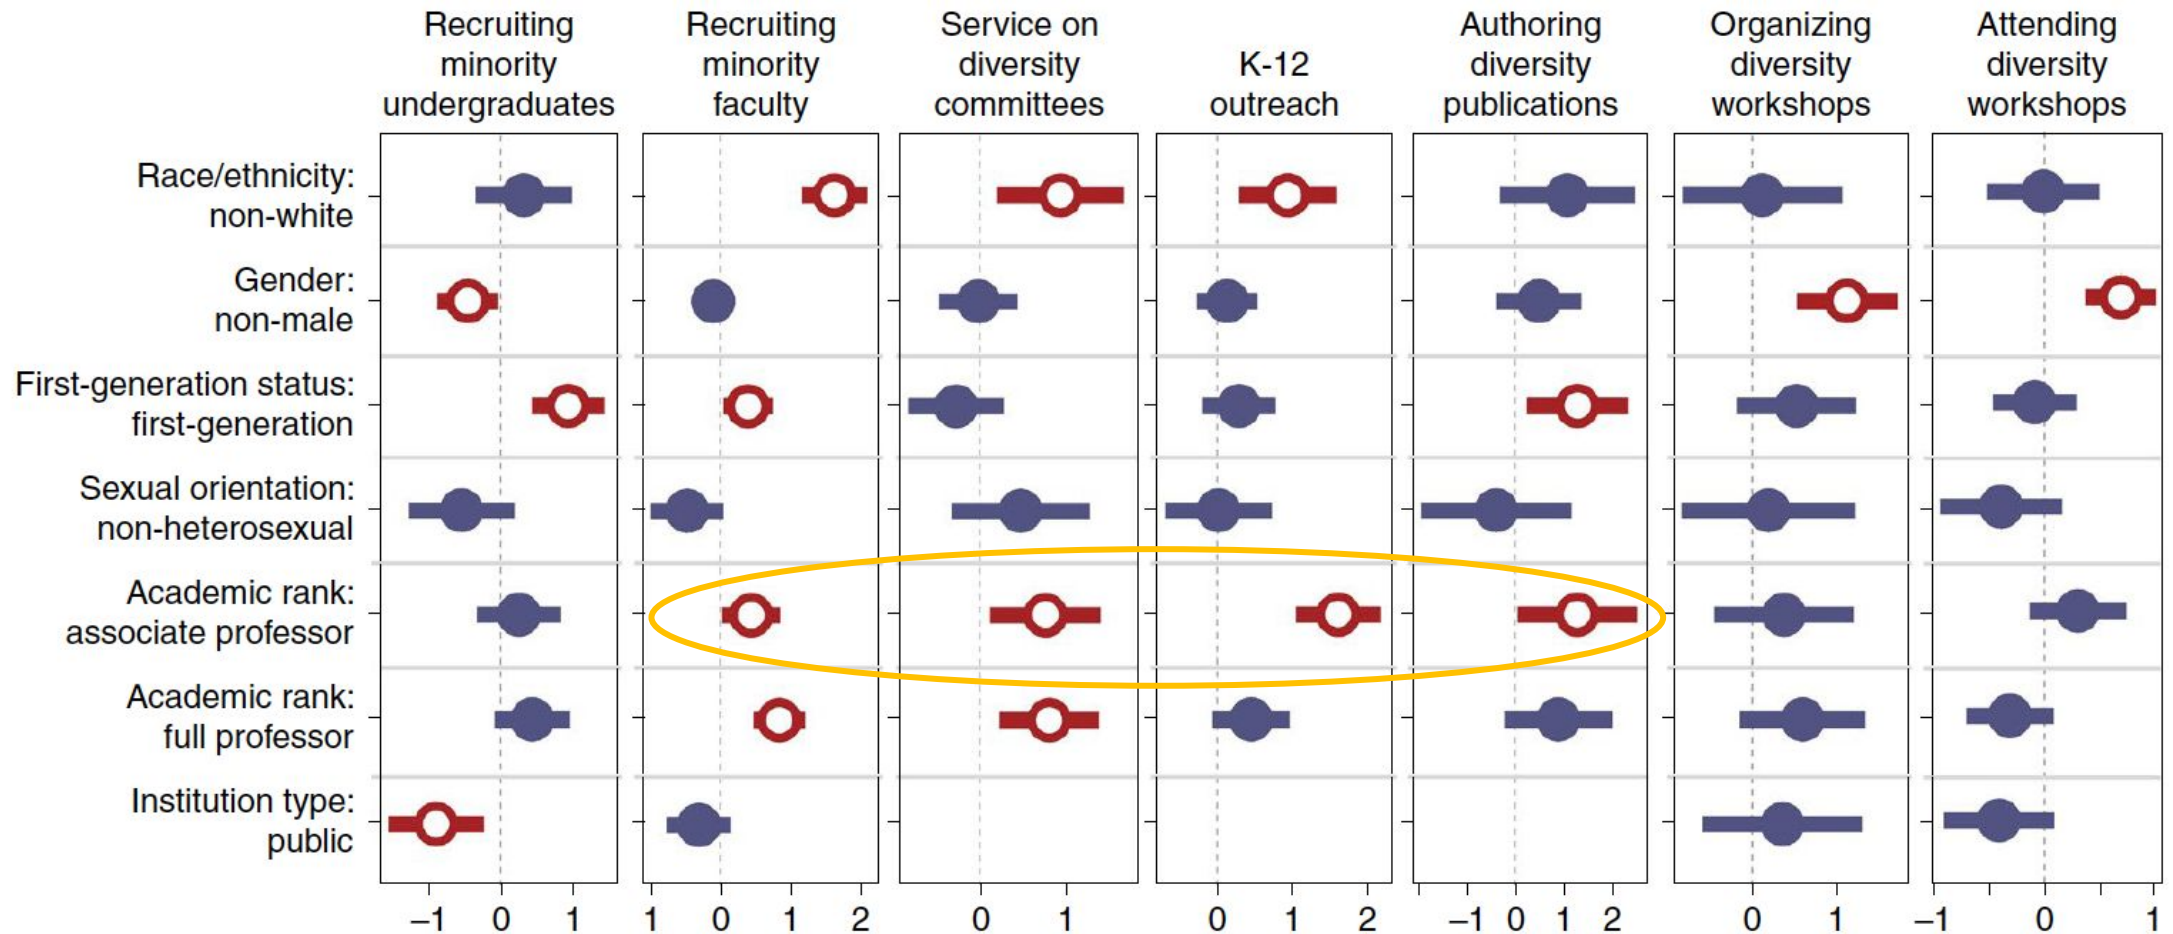 Recruiting
minority
undergraduates
Recruiting
minority
faculty
Service on
diversity
committees
K-12
outreach
Authoring
diversity
publications
Organizing
diversity
workshops
Attending
diversity
workshops
Race/ethnicity:
non-white
Gender:
non-male
First-generation status:
first-generation
Sexual orientation:
non-heterosexual
Academic rank:
associate professor
Academic rank:
full professor
Institution type:
public
–1 0 1
1 0 1 2
0 1
0 1 2
–1 0 1 2
0 1
–1 0 1